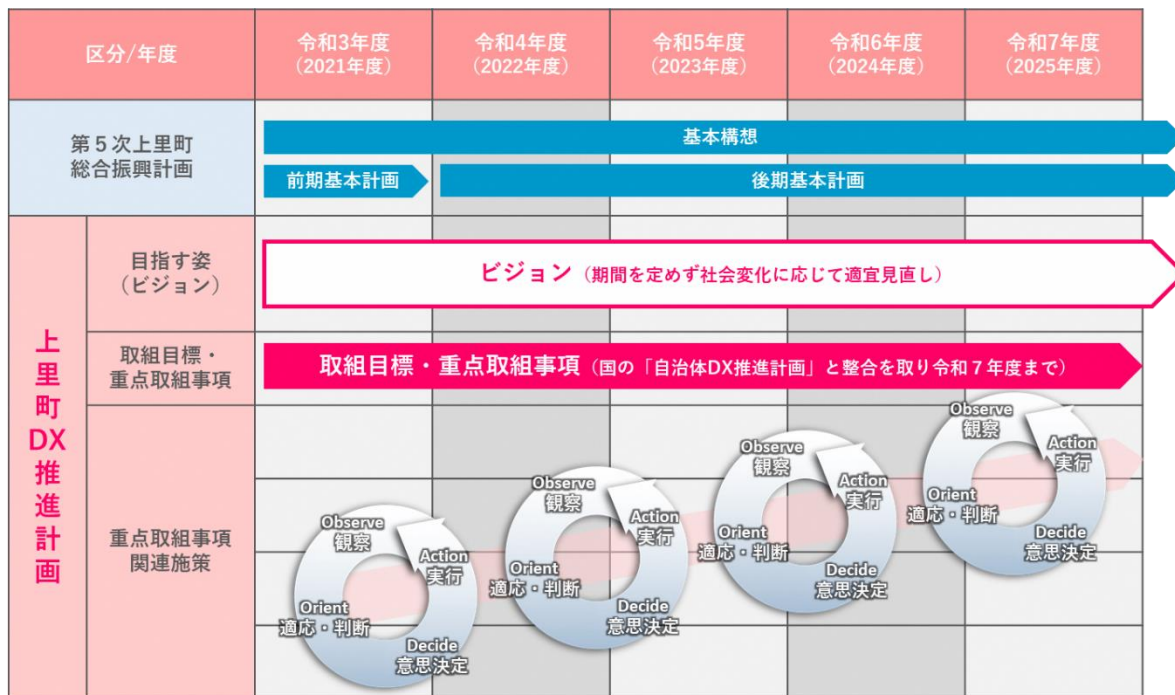 区分/年度
令和3年度
（2021年度）
令和4年度
（2022年度）
令和5年度
（2023年度）
令和6年度
（2024年度）
令和7年度
（2025年度）
第５次上里町
総合振興計画
基本構想
前期基本計画
後期基本計画
上里町DX推進計画
目指す姿
（ビジョン）
ビジョン（期間を定めず社会変化に応じて適宜見直し）
取組目標・
重点取組事項
取組目標・重点取組事項（国の「自治体DX推進計画」と整合を取り令和７年度まで）
重点取組事項
関連施策
Observe
観察
Action
実行
Orient
適応・判断
Decide
意思決定
Observe
観察
Action
実行
Orient
適応・判断
Decide
意思決定
Observe
観察
Action
実行
Orient
適応・判断
Decide
意思決定
Observe
観察
Action
実行
Orient
適応・判断
Decide
意思決定